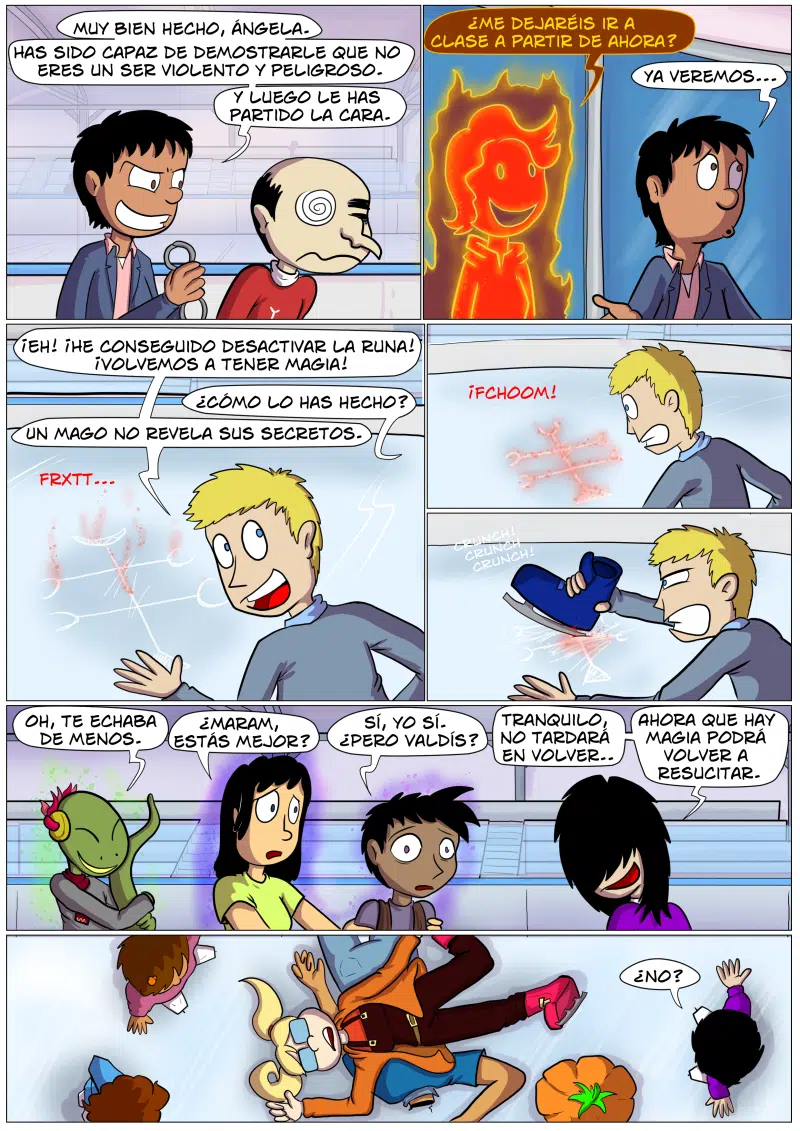 MUY BIEN HECHO, ÁNGELA.
HAS SIDO CAPAZ DE DEMOSTRARLE QUE NO
ERES UN SER VIOLENTO Y PELIGROSO.
Y LUEGO LE HAS
PARTIDO LA CARA.
¿ME DEJARÉIS IR A
CLASE A PARTIR DE AHORA?
YA VEREMOS...
¡EH! ¡HE CONSEGUIDO DESACTIVAR LA RUNA!
¡VOLVEMOS A TENER MAGIA!
¿CÓMO LO HAS HECHO?
UN MAGO NO REVELA SUS SECRETOS.
FRXTT...
¡FCHOOM!
CRUNCH!
CRUNCH
CRUNCH!
OH, TE ECHABA
DE MENOS.
¿MARAM,
ESTÁS MEJOR?
SÍ, YO SÍ.
¿PERO VALDÍS?
TRANQUILO,
NO TARDARÁ
EN VOLVER..
AHORA QUE HAY
MAGIA PODRÁ
VOLVER A
RESUCITAR.
¿NO?